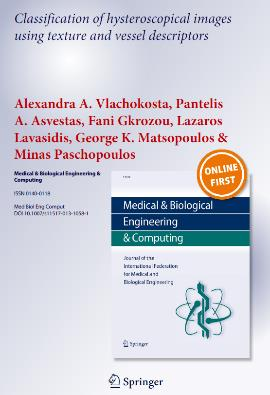 Classification of hysteroscopical images
using texture and vessel descriptors
Alexandra A. Vlachokosta, Pantelis
A. Asvestas, Fani Gkrozou, Lazaros
Lavasidis, George K. Matsopoulos &
Minas Paschopoulos
Medical & Biological Engineering &
Computing
ISSN 0140-0118
Med Biol Eng Comput
DOI 10.1007/s11517-013-1058-1
ONLINE
FIRST
Medical & Biological
Engineering
& Computing
Journal of the
International Federation
for Medical and
Biological Engineering
Springer
Springer